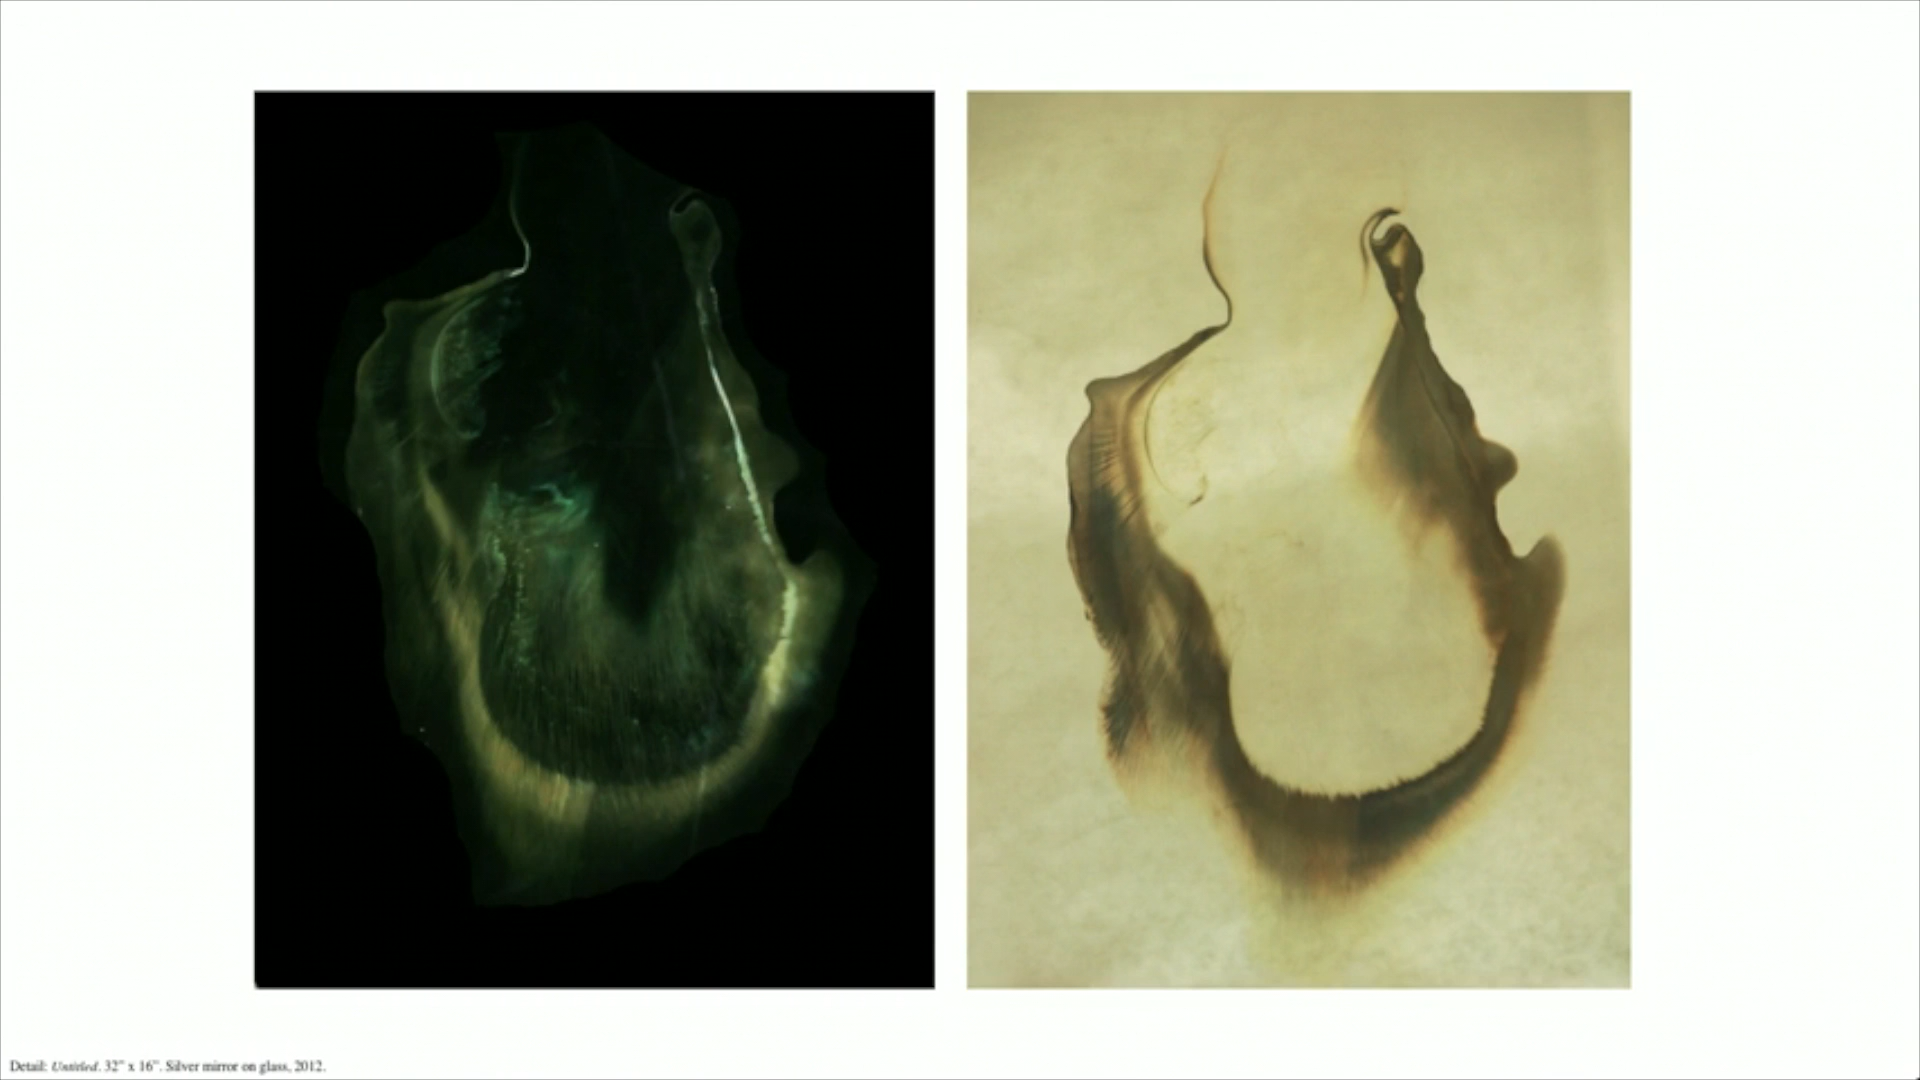 Detail: Untitled. 32" x 16". Silver mirror on glass, 2012.